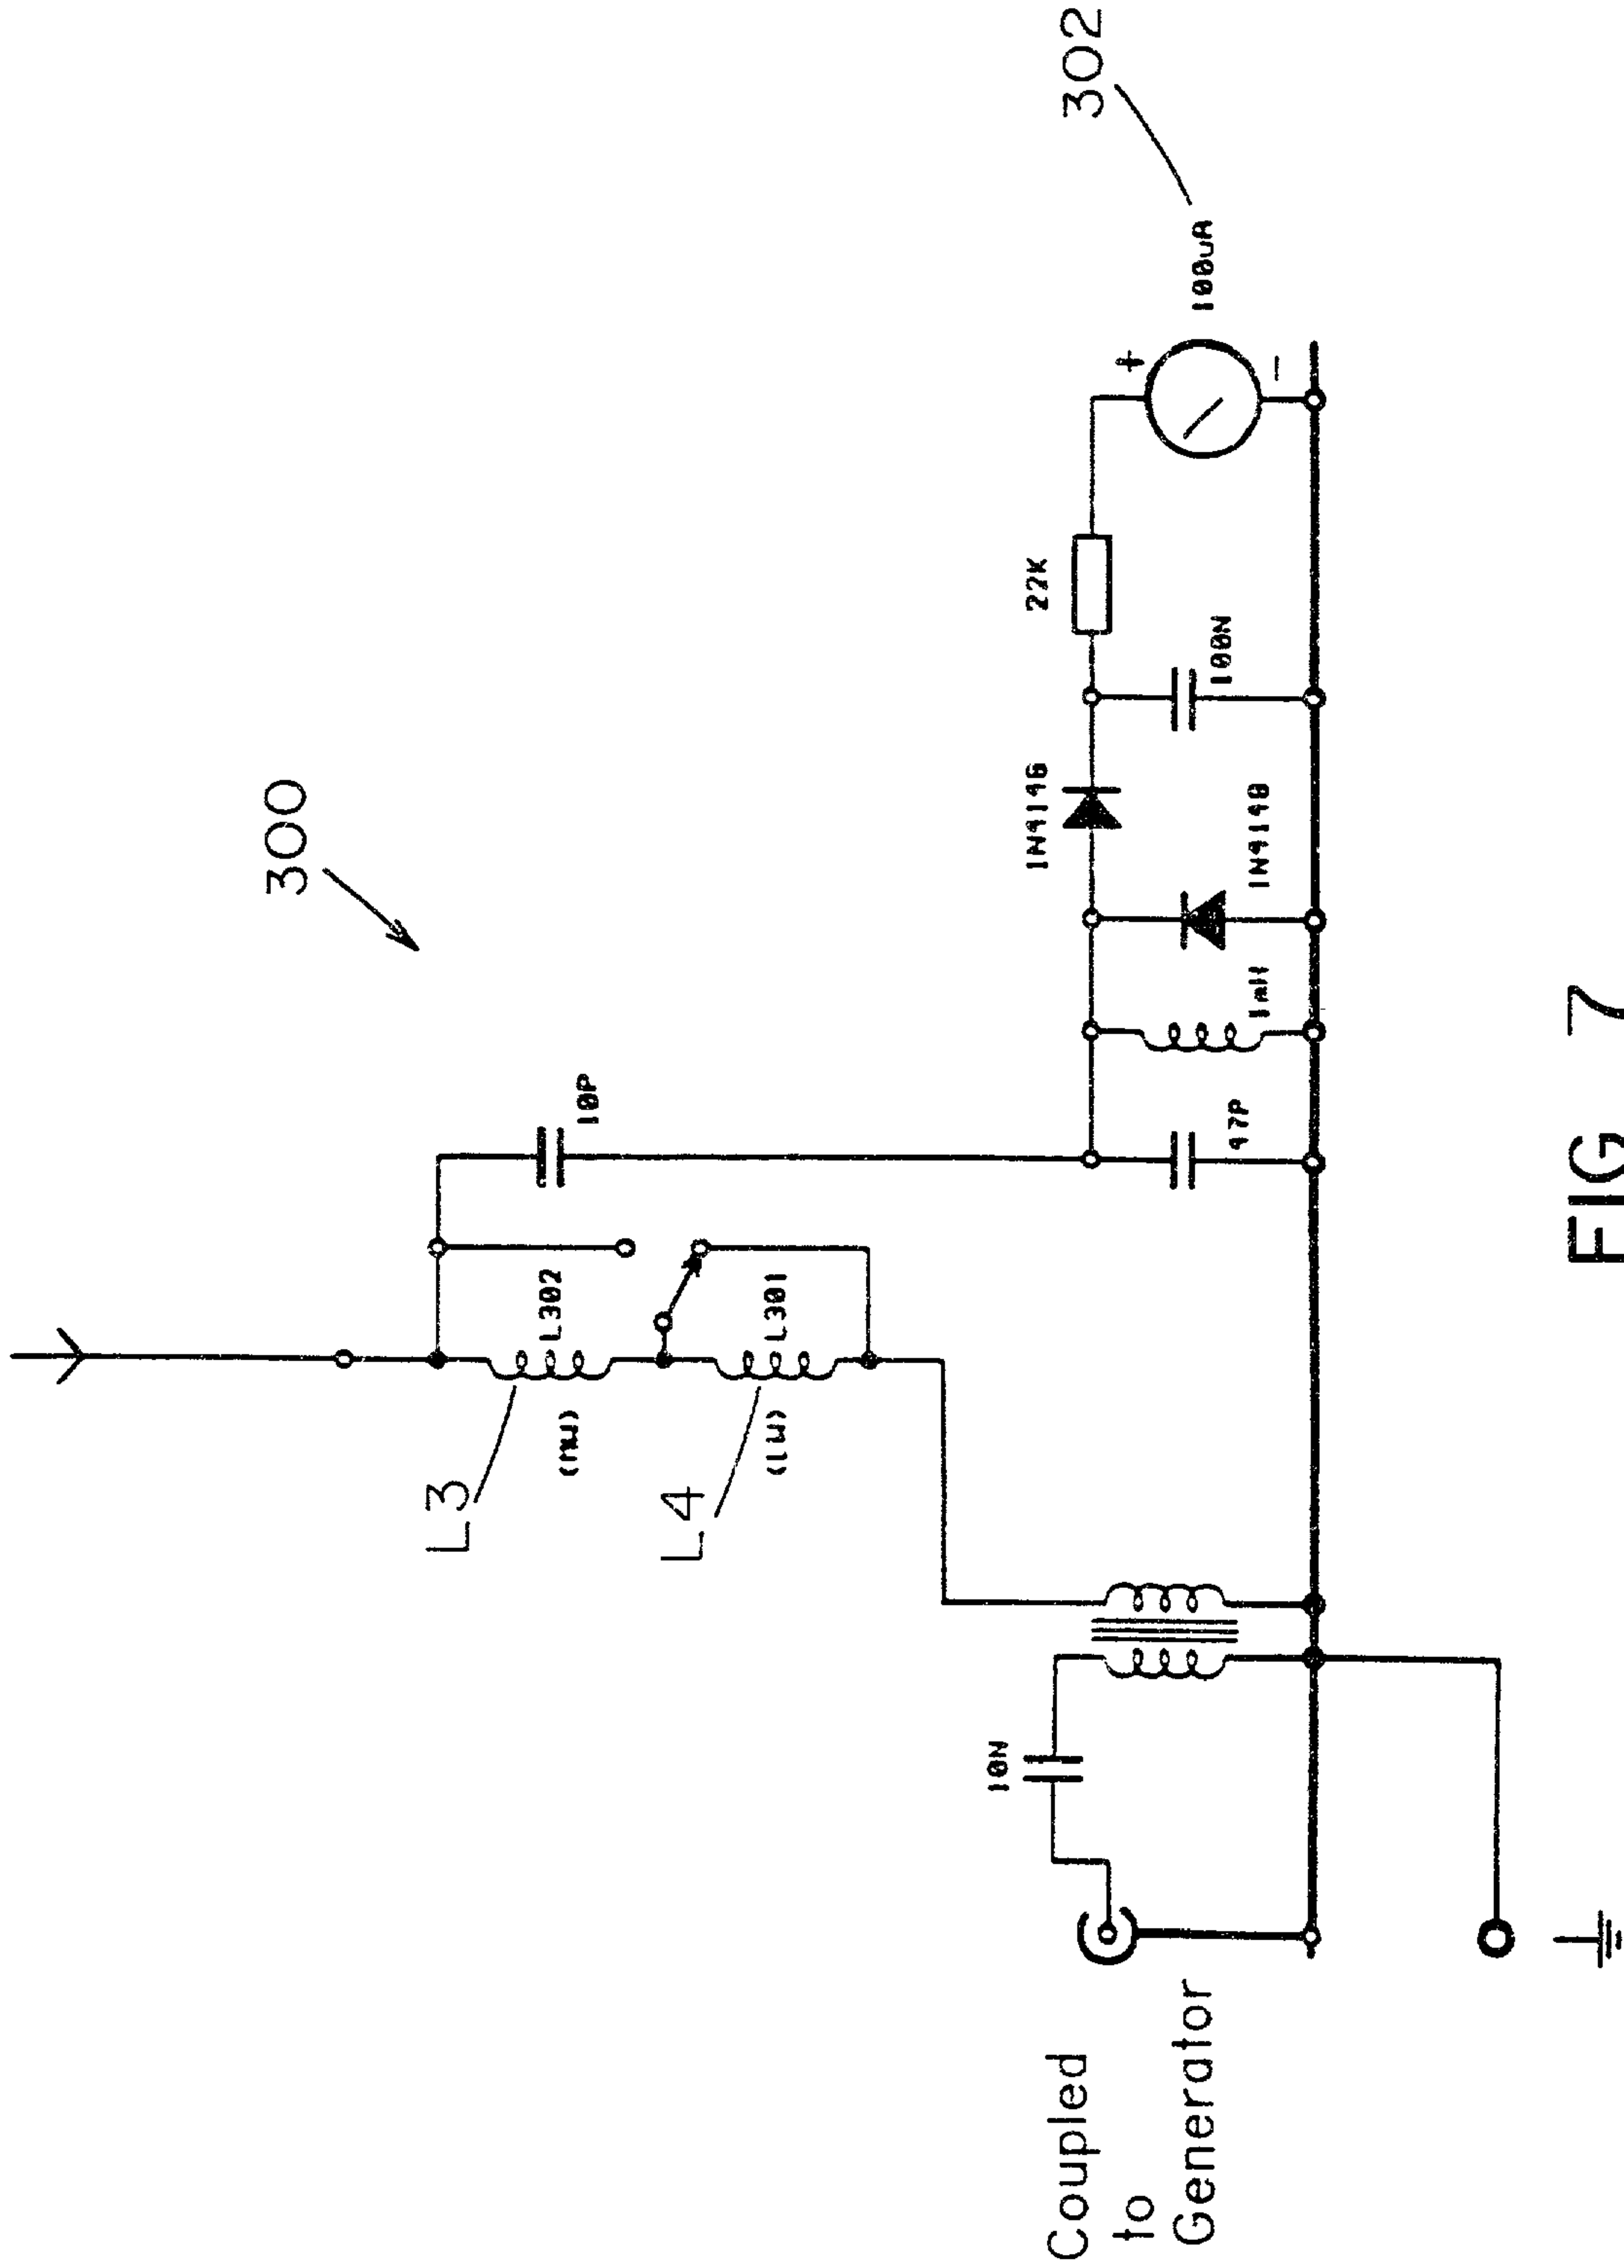 300
302
L3
L302
(MW)
L4
L301
(LW)
10P
1N4148
22K
100uA
+
-
47P
1mH
1N4148
100N
10N
Coupled
to
Generator
FIG 7